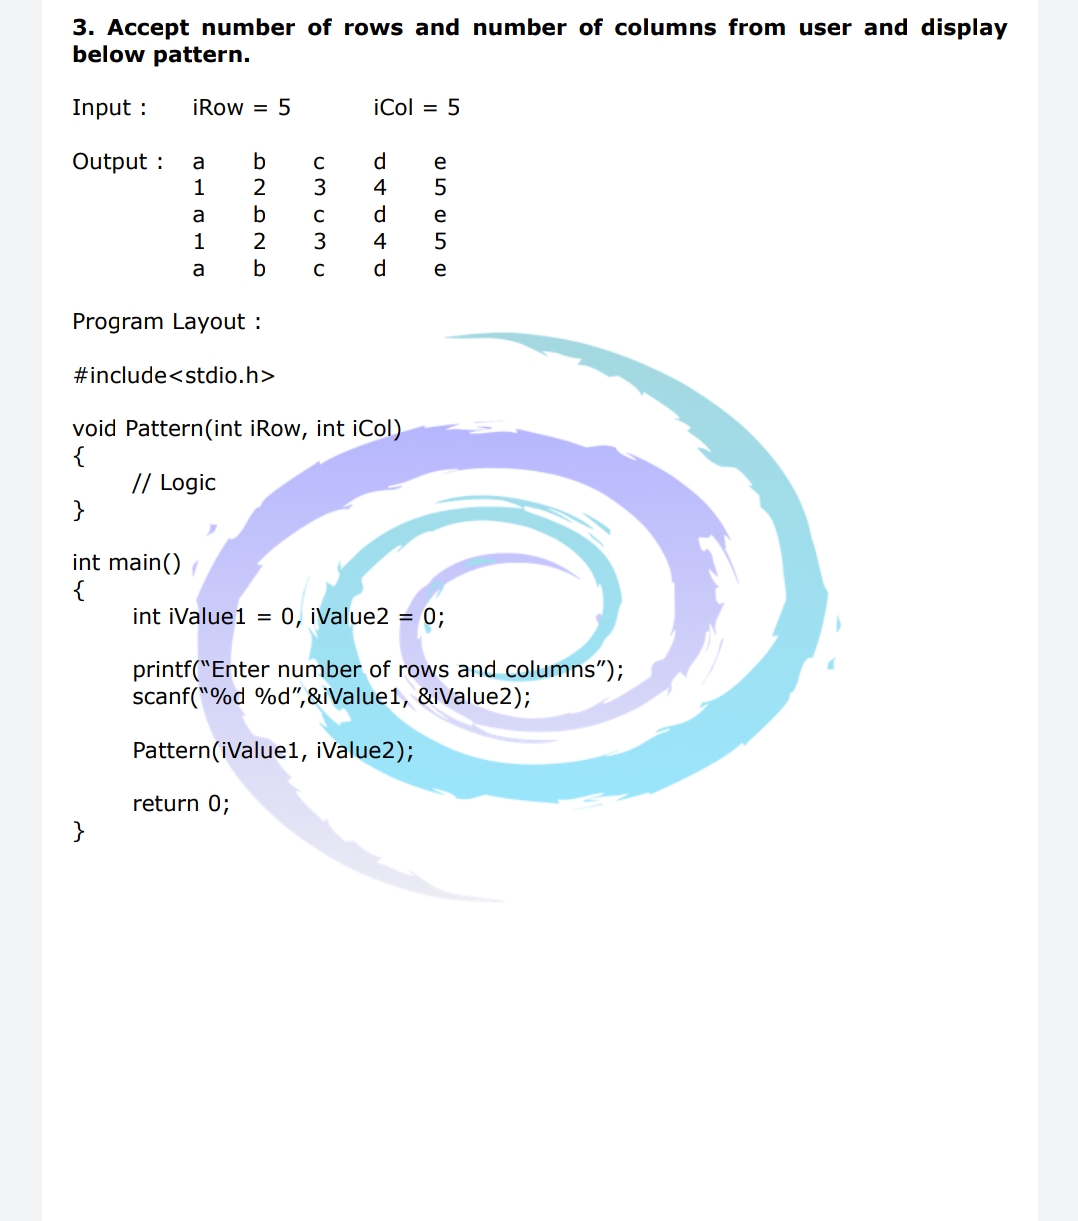 3. Accept number of rows and number of columns from user and display
below pattern.
Input : iRow = 5 iCol = 5
Output : a b c d e
1 2 3 4 5
a b c d e
1 2 3 4 5
a b c d e
Program Layout :
#include<stdio.h>
void Pattern(int iRow, int iCol)
{
// Logic
}
int main()
{
int iValue1 = 0, iValue2 = 0;
printf(“Enter number of rows and columns”);
scanf(“%d %d”,&iValue1, &iValue2);
Pattern(iValue1, iValue2);
return 0;
}